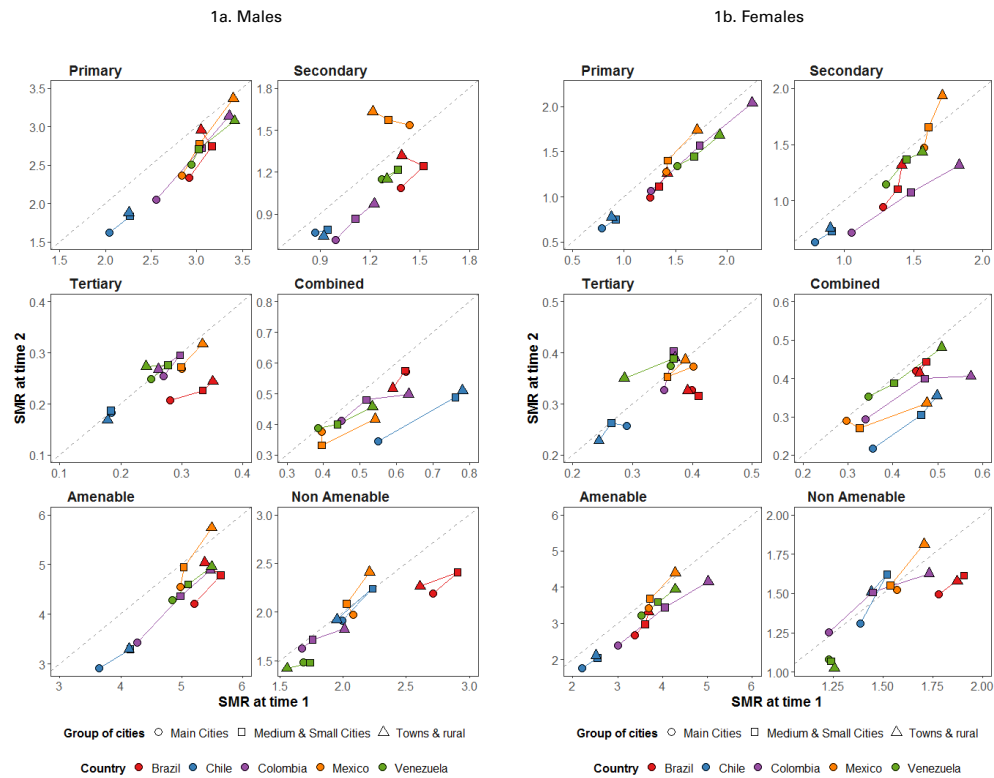 1a. Males
1b. Females
Primary
Secondary
Primary
Secondary
3.5
3.0
2.5
2.0
1.5
1.8
1.5
1.2
0.9
2.0
1.5
1.0
0.5
2.0
1.5
1.0
1.5 2.0 2.5 3.0 3.5
0.9 1.2 1.5 1.8
0.5 1.0 1.5 2.0
1.0 1.5 2.0
Tertiary
Combined
Tertiary
Combined
0.4
0.3
0.2
0.1
0.8
0.7
0.6
0.5
0.4
0.3
0.2
0.5
0.4
0.3
0.2
0.6
0.5
0.4
0.3
0.2
0.1 0.2 0.3 0.4
0.3 0.4 0.5 0.6 0.7 0.8
0.2 0.3 0.4 0.5
0.2 0.3 0.4 0.5 0.6
Amenable
Non Amenable
Amenable
Non Amenable
6
5
4
3
3.0
2.5
2.0
1.5
6
5
4
3
2
2.00
1.75
1.50
1.25
1.00
3 4 5 6
1.5 2.0 2.5 3.0
2 3 4 5 6
1.25 1.50 1.75 2.00
SMR at time 2
SMR at time 2
SMR at time 1
SMR at time 1
Group of cities Main Cities Medium & Small Cities Towns & rural
Group of cities Main Cities Medium & Small Cities Towns & rural
Country Brazil Chile Colombia Mexico Venezuela
Country Brazil Chile Colombia Mexico Venezuela